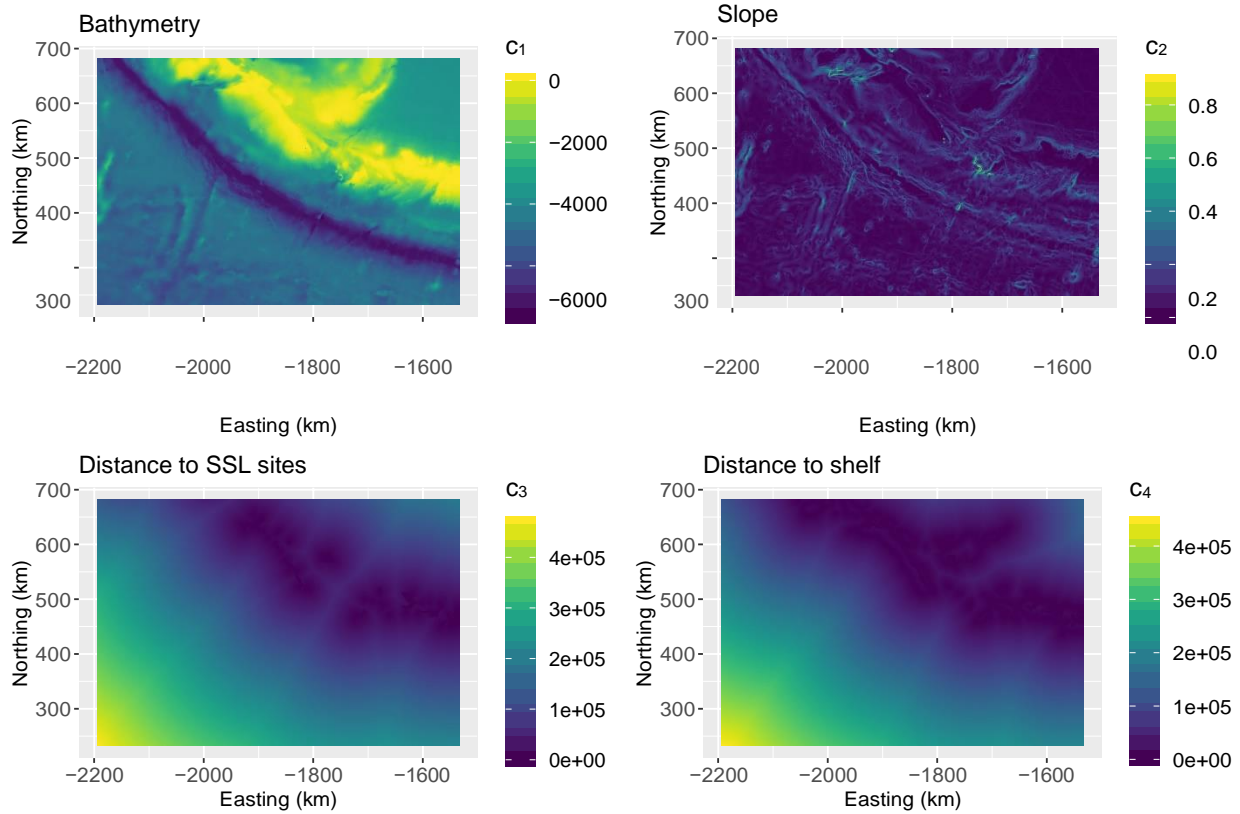 Bathymetry
c1
700
600
500
400
300
Northing (km)
0
−2000
−4000
−6000
−2200 −2000 −1800 −1600
Easting (km)
Slope
c2
700
600
500
400
300
Northing (km)
0.8
0.6
0.4
0.2
0.0
−2200 −2000 −1800 −1600
Easting (km)
Distance to SSL sites
c3
700
600
500
400
300
Northing (km)
4e+05
3e+05
2e+05
1e+05
0e+00
−2200 −2000 −1800 −1600
Easting (km)
Distance to shelf
c4
700
600
500
400
300
Northing (km)
4e+05
3e+05
2e+05
1e+05
0e+00
−2200 −2000 −1800 −1600
Easting (km)